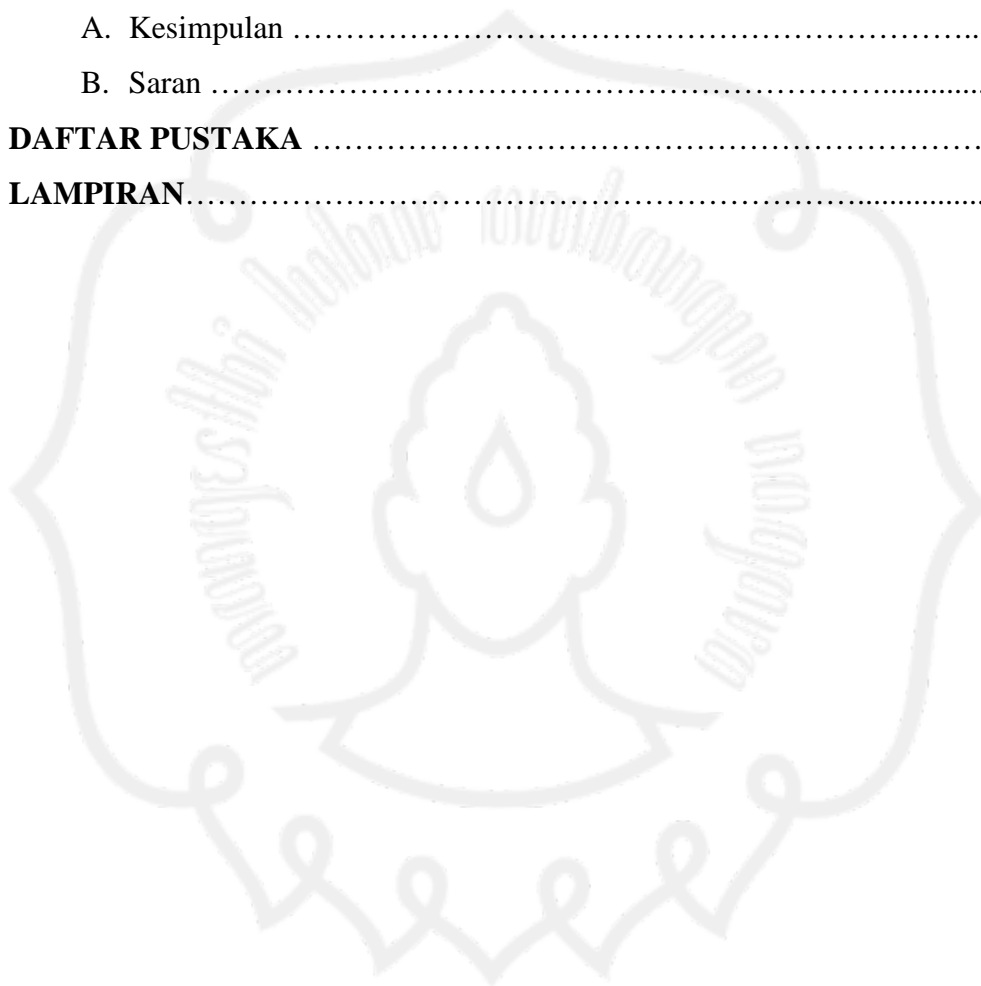 A. Kesimpulan …………………………………………………………..
B. Saran …………………………………………………………..............
DAFTAR PUSTAKA …………………………………………………………
LAMPIRAN…………………………………………………………...................